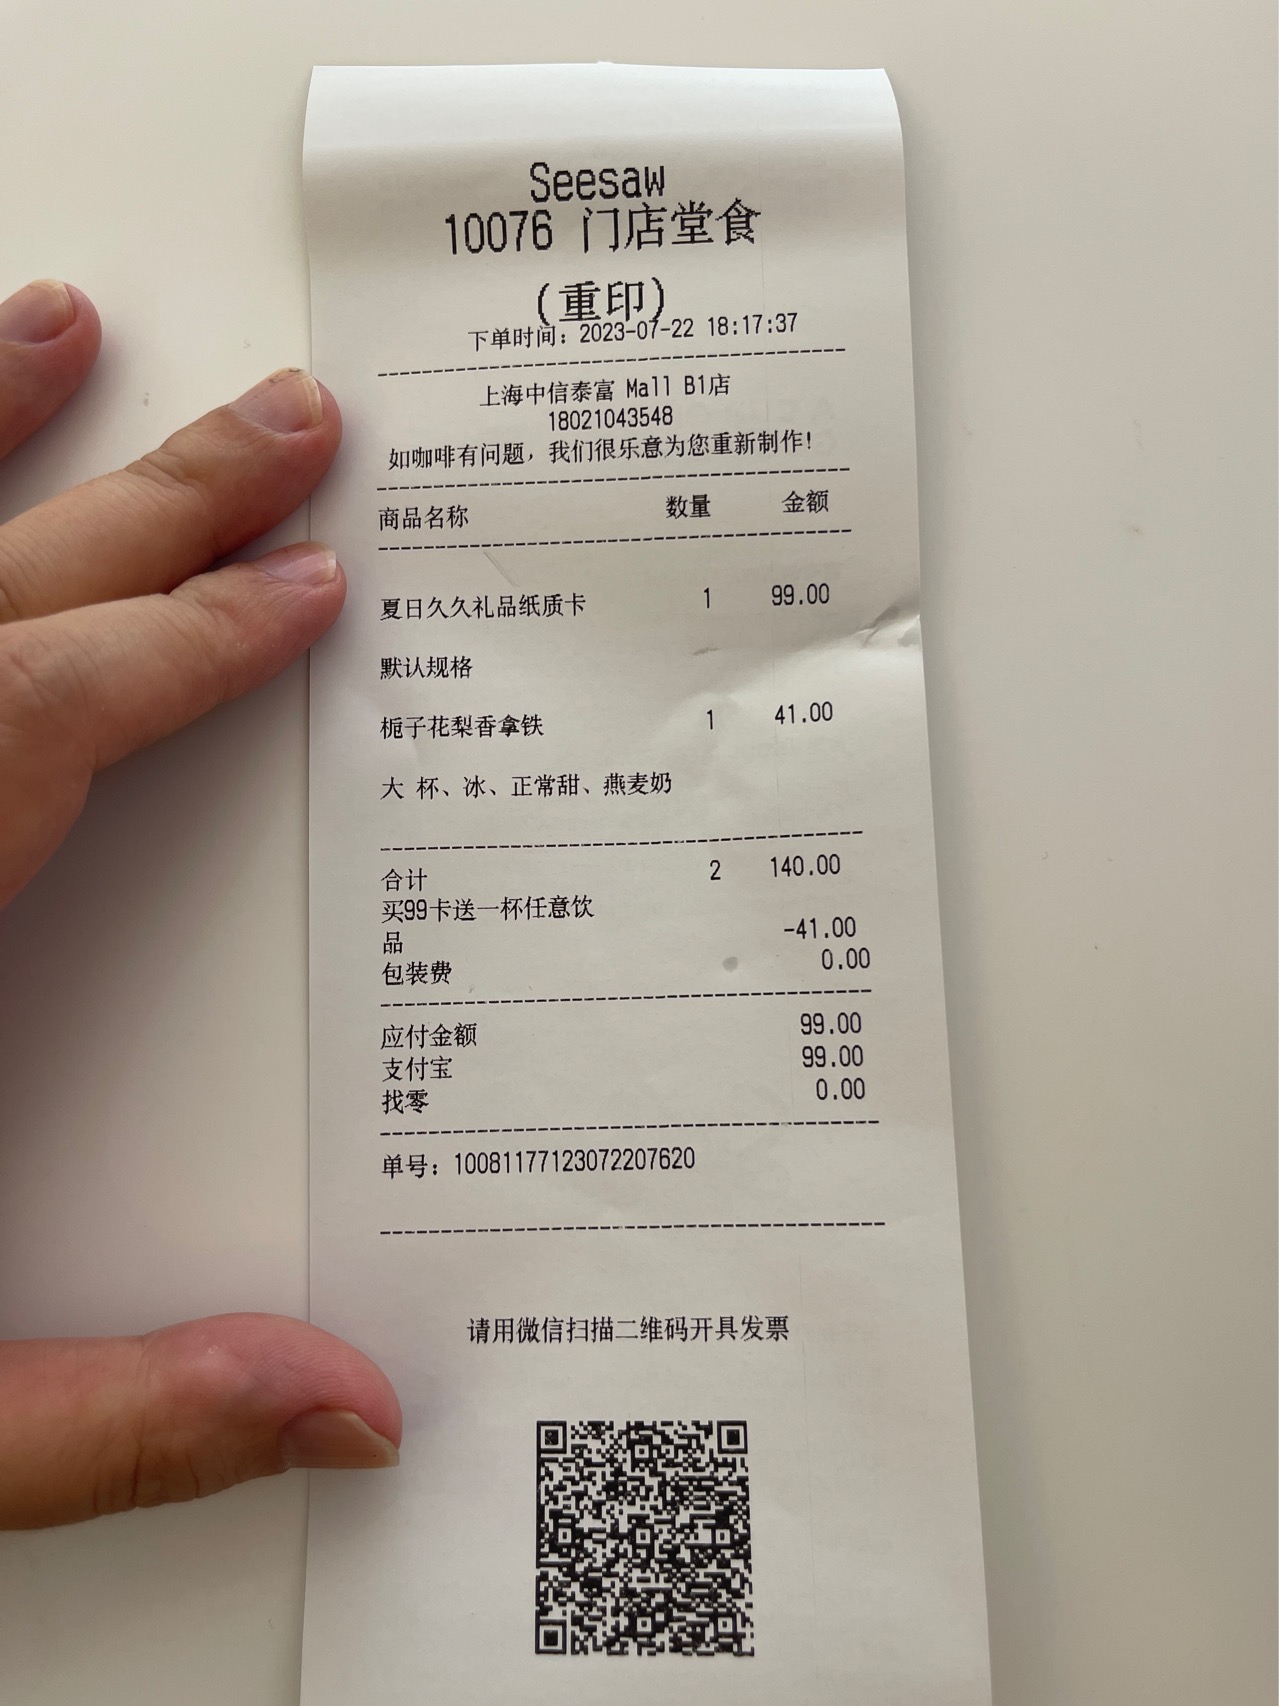 Seesaw
10076 门店堂食
(重印)
下单时间：2023-07-22 18:17:37
上海中信泰富 Mall B1店
18021043548
如咖啡有问题，我们很乐意为您重新制作！
商品名称 数量 金额
夏日久久礼品纸质卡 1 99.00
默认规格
栀子花梨香拿铁 1 41.00
大 杯、冰、正常甜、燕麦奶
合计 2 140.00
买99卡送一杯任意饮
品 -41.00
包装费 0.00
应付金额 99.00
支付宝 99.00
找零 0.00
单号：10081177123072207620
请用微信扫描二维码开具发票